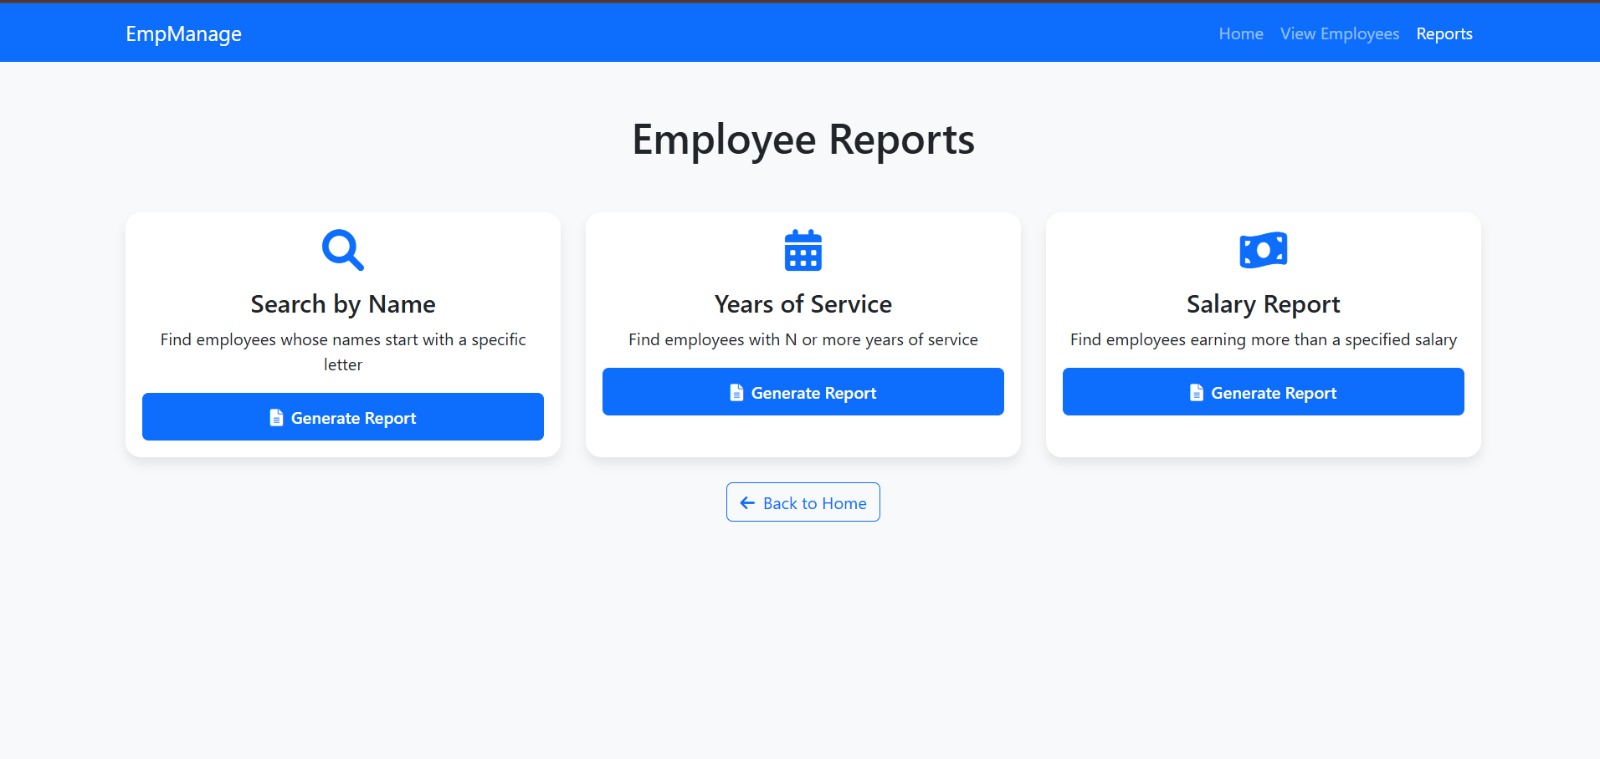 EmpManage
Home View Employees Reports
Employee Reports
Search by Name
Find employees whose names start with a specific
letter
Generate Report
Years of Service
Find employees with N or more years of service
Generate Report
Salary Report
Find employees earning more than a specified salary
Generate Report
Back to Home